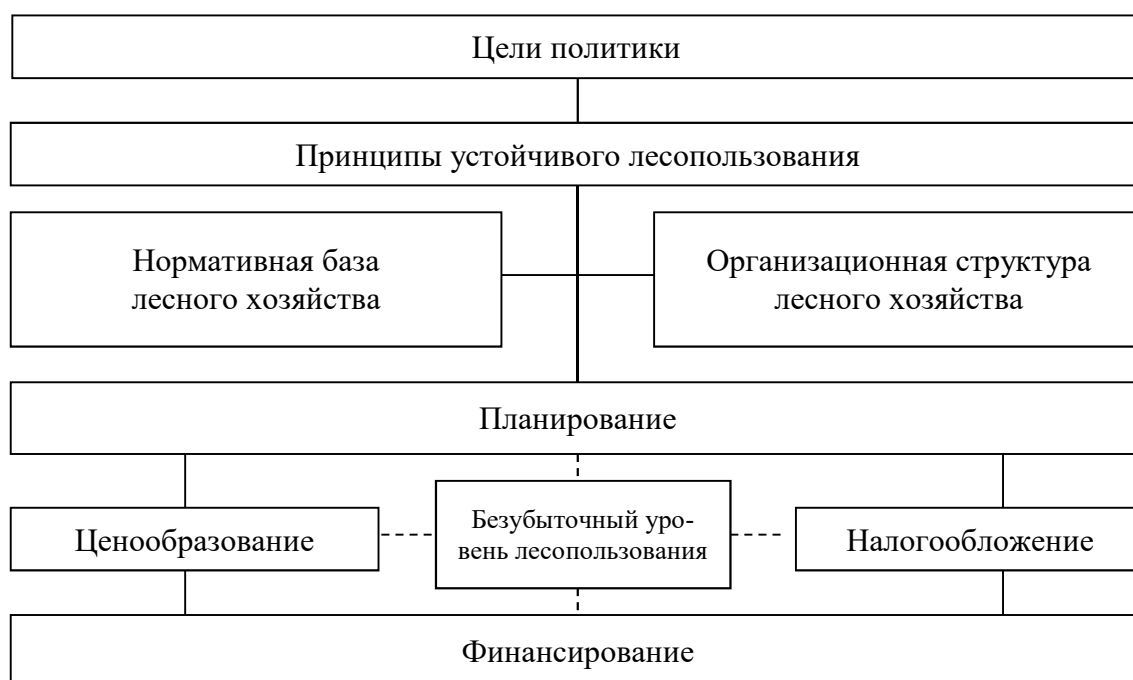 Цели политики
Принципы устойчивого лесопользования
Нормативная база
лесного хозяйства
Организационная структура
лесного хозяйства
Планирование
Ценообразование
Безубыточный уро-
вень лесопользования
Налогообложение
Финансирование